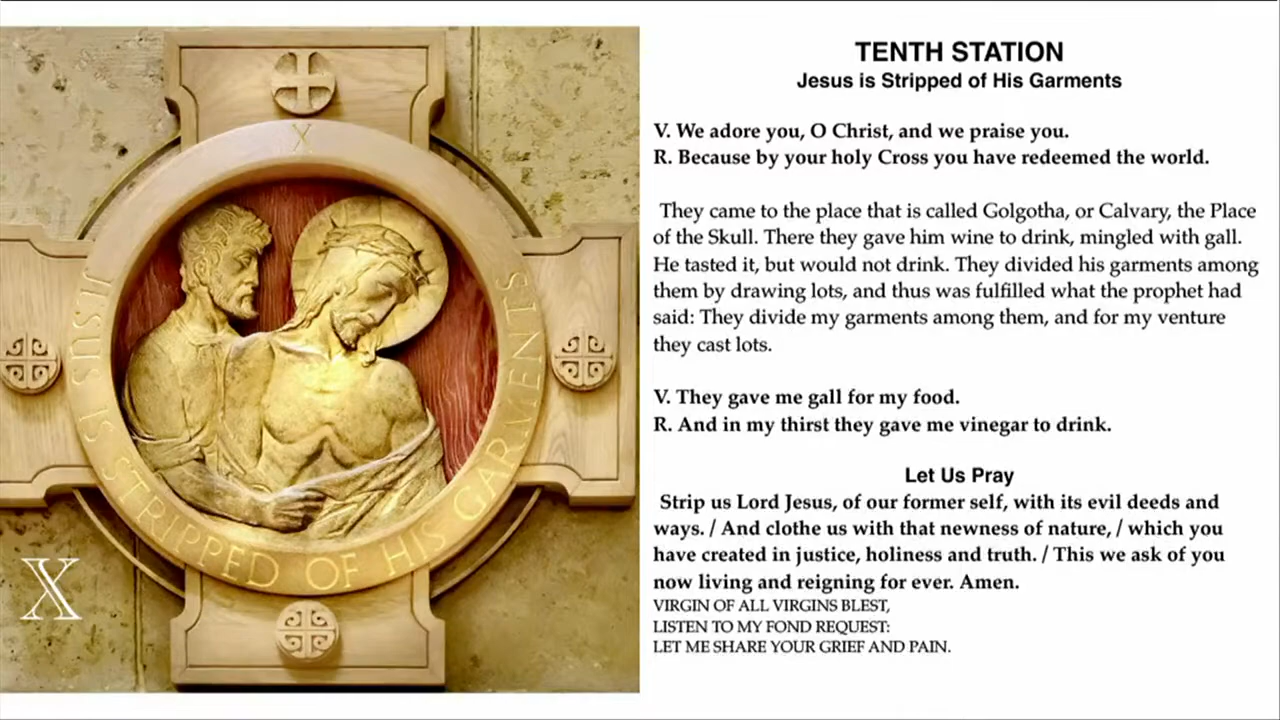 X
JESUS IS STRIPPED OF HIS GARMENTS
X
TENTH STATION
Jesus is Stripped of His Garments
V. We adore you, O Christ, and we praise you.
R. Because by your holy Cross you have redeemed the world.
They came to the place that is called Golgotha, or Calvary, the Place
of the Skull. There they gave him wine to drink, mingled with gall.
He tasted it, but would not drink. They divided his garments among
them by drawing lots, and thus was fulfilled what the prophet had
said: They divide my garments among them, and for my venture
they cast lots.
V. They gave me gall for my food.
R. And in my thirst they gave me vinegar to drink.
Let Us Pray
Strip us Lord Jesus, of our former self, with its evil deeds and
ways. / And clothe us with that newness of nature, / which you
have created in justice, holiness and truth. / This we ask of you
now living and reigning for ever. Amen.
VIRGIN OF ALL VIRGINS BLEST,
LISTEN TO MY FOND REQUEST:
LET ME SHARE YOUR GRIEF AND PAIN.